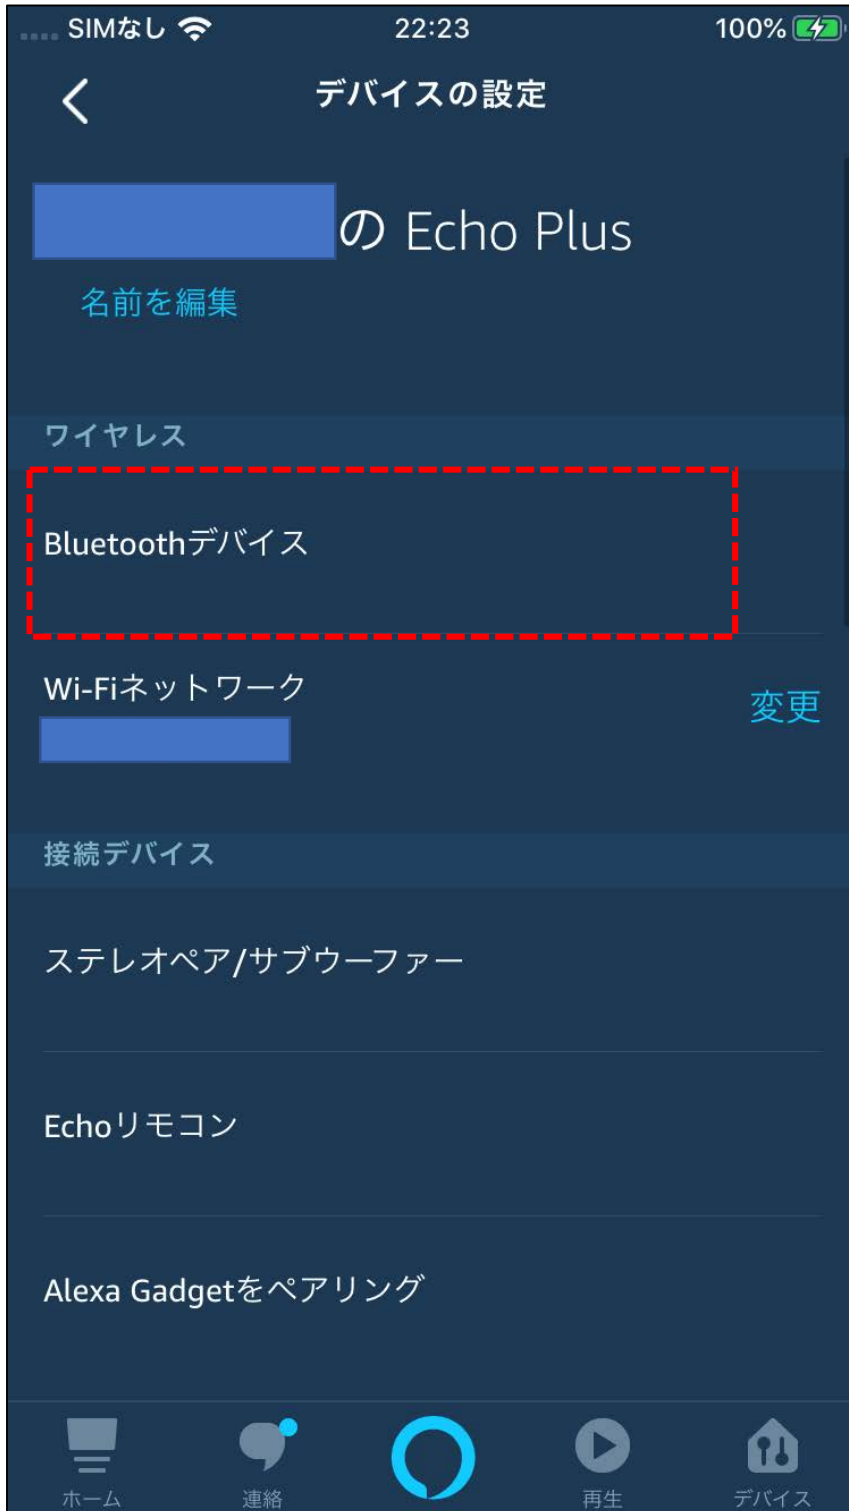 SIMなし
22:23
100%
デバイスの設定
の Echo Plus
名前を編集
ワイヤレス
Bluetoothデバイス
Wi-Fiネットワーク
変更
接続デバイス
ステレオペア/サブウーファー
Echoリモコン
Alexa Gadgetをペアリング
ホーム
連絡
再生
デバイス